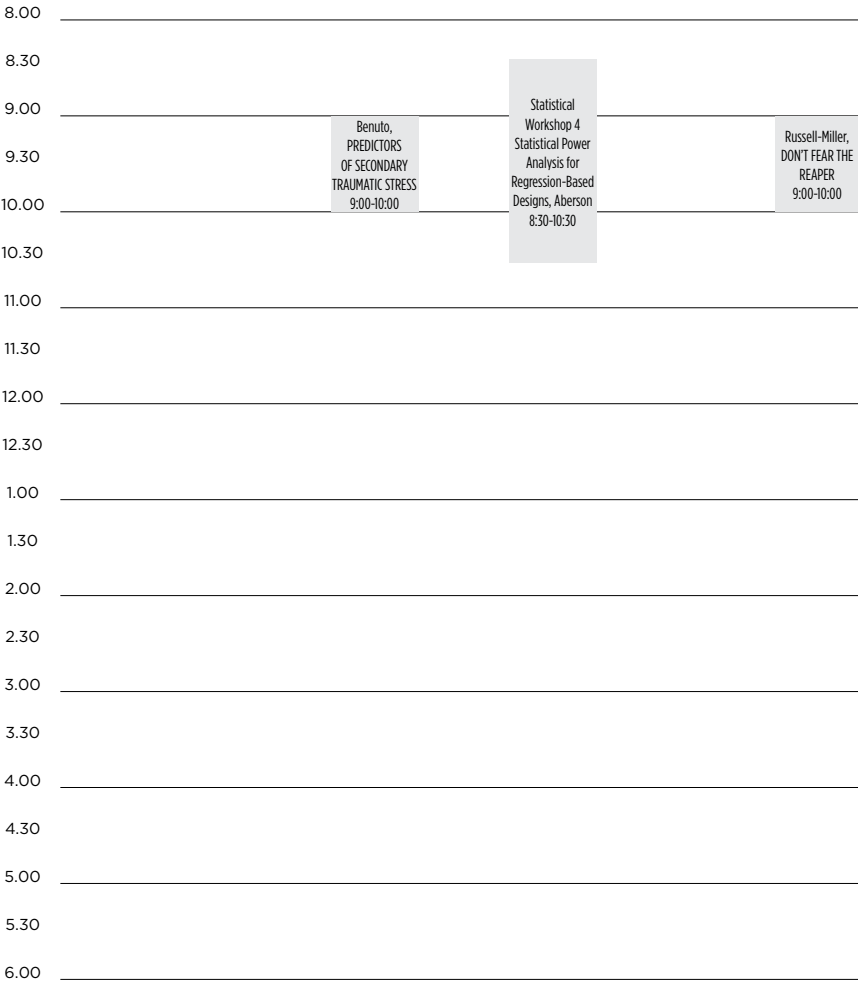 8.00
8.30
9.00
9.30
10.00
10.30
11.00
11.30
12.00
12.30
1.00
1.30
2.00
2.30
3.00
3.30
4.00
4.30
5.00
5.30
6.00
Benuto,
PREDICTORS
OF SECONDARY
TRAUMATIC STRESS
9:00-10:00
Statistical
Workshop 4
Statistical Power
Analysis for
Regression-Based
Designs, Aberson
8:30-10:30
Russell-Miller,
DON'T FEAR THE
REAPER
9:00-10:00